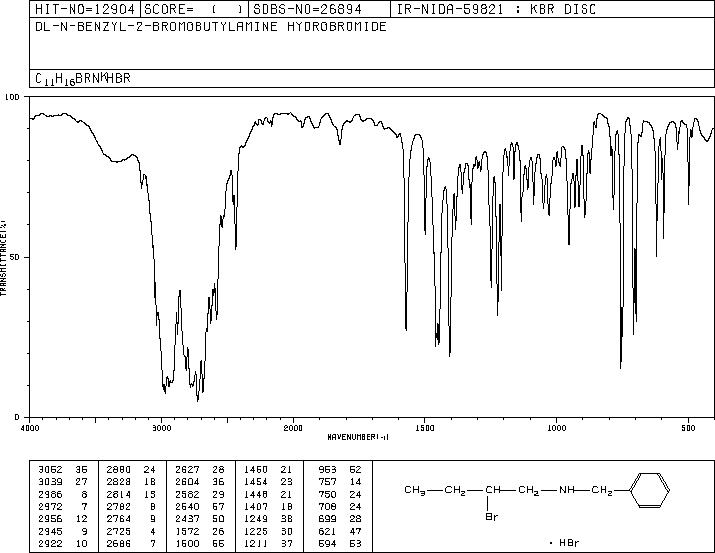 HIT-NO=12904 SCORE= ( ) SDBS-NO=26894 IR-NIDA-59821 : KBR DISC
DL-N-BENZYL-2-BROMOBUTYLAMINE HYDROBROMIDE
C11H16BRN·HBR
100
TRANSMITTANCE(%)
50
0
4000 3000 2000 1500 1000 500
WAVENUMBER(-1)
3062 36 2880 24 2627 28 1460 21 953 52
3039 27 2828 18 2604 36 1454 23 757 14
2986 8 2814 15 2582 29 1448 21 750 24
2972 7 2782 8 2540 57 1407 18 708 24
2956 12 2764 9 2437 50 1249 38 699 28
2945 9 2725 4 1572 26 1225 30 621 47
2922 10 2686 7 1500 55 1211 37 594 53
CH3 CH2 CH CH2 NH CH2
Br
· HBr